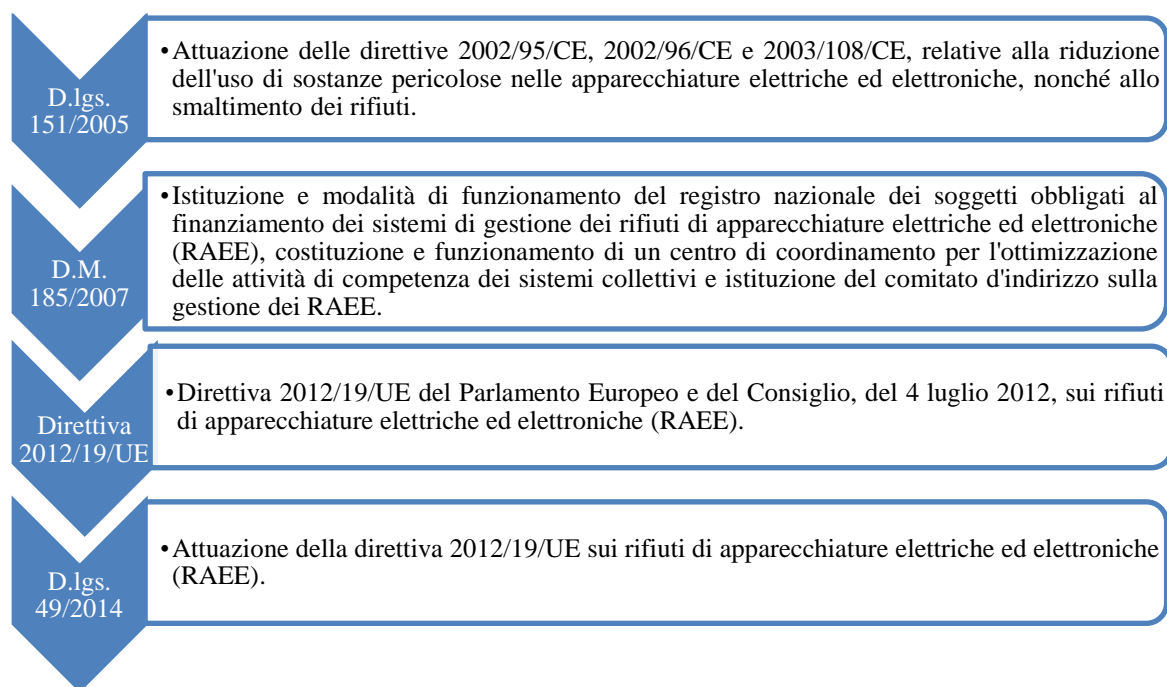 D.lgs.
151/2005
•Attuazione delle direttive 2002/95/CE, 2002/96/CE e 2003/108/CE, relative alla riduzione
dell'uso di sostanze pericolose nelle apparecchiature elettriche ed elettroniche, nonché allo
smaltimento dei rifiuti.
D.M.
185/2007
•Istituzione e modalità di funzionamento del registro nazionale dei soggetti obbligati al
finanziamento dei sistemi di gestione dei rifiuti di apparecchiature elettriche ed elettroniche
(RAEE), costituzione e funzionamento di un centro di coordinamento per l'ottimizzazione
delle attività di competenza dei sistemi collettivi e istituzione del comitato d'indirizzo sulla
gestione dei RAEE.
Direttiva
2012/19/UE
•Direttiva 2012/19/UE del Parlamento Europeo e del Consiglio, del 4 luglio 2012, sui rifiuti
di apparecchiature elettriche ed elettroniche (RAEE).
D.lgs.
49/2014
•Attuazione della direttiva 2012/19/UE sui rifiuti di apparecchiature elettriche ed elettroniche
(RAEE).